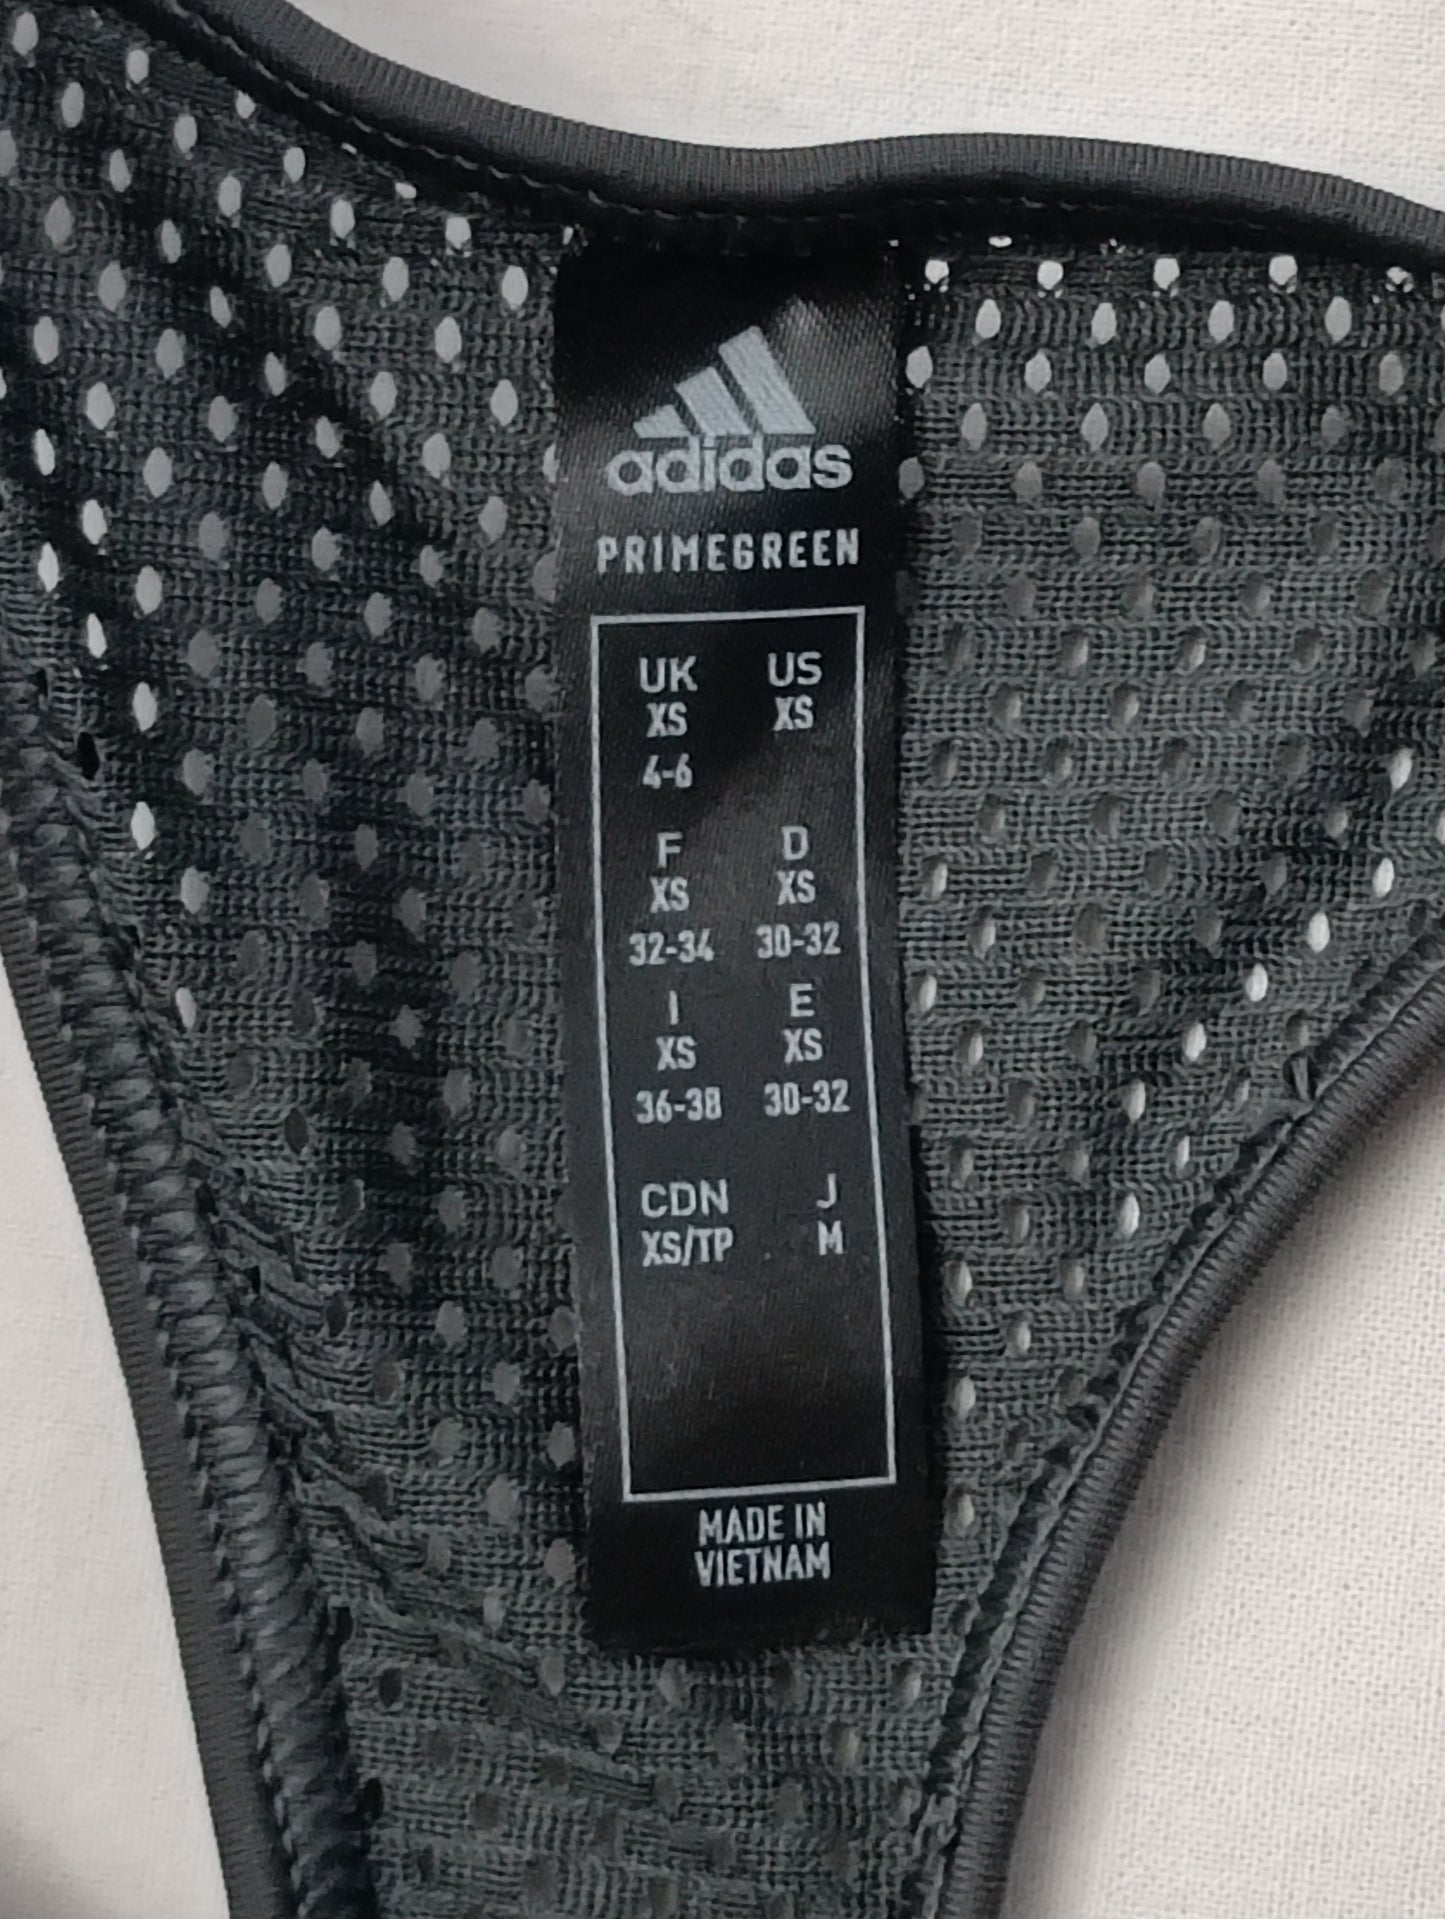 adidas
PRIMEGREEN
UK US
XS XS
4-6
F D
XS XS
32-34 30-32
I E
XS XS
36-38 30-32
CDN J
XS/TP M
MADE IN
VIETNAM